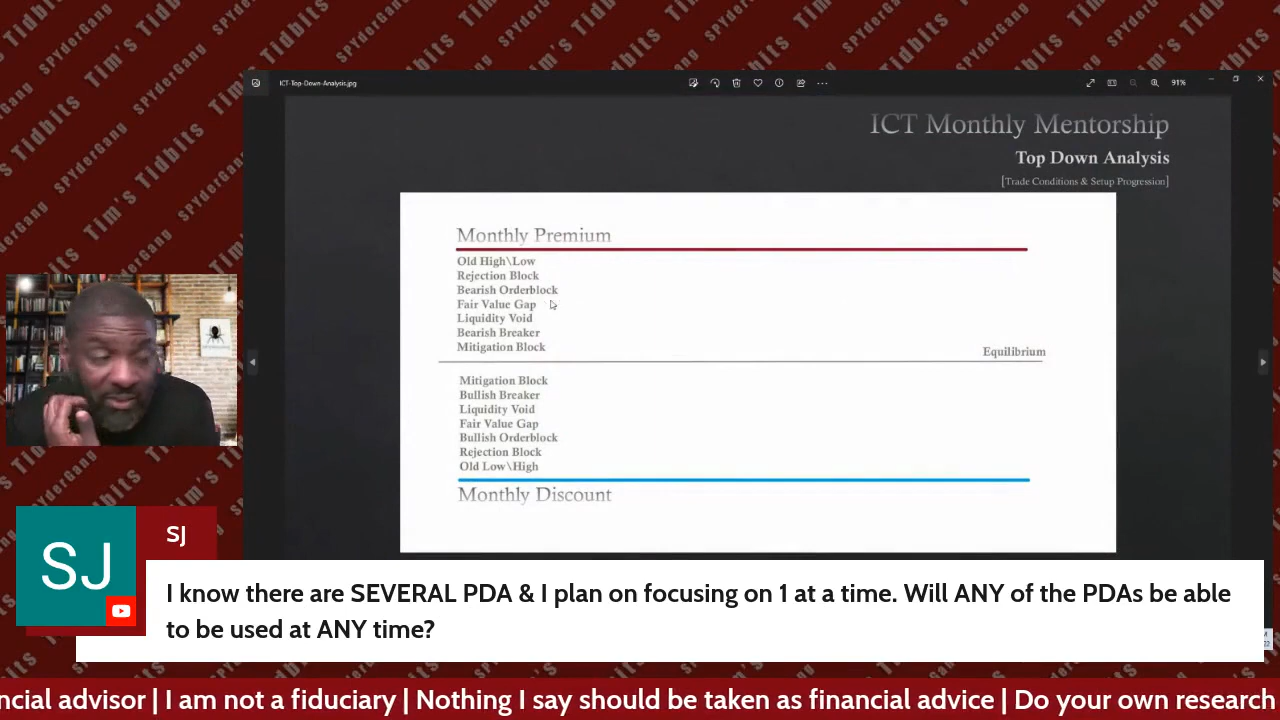 Tim's Tidbits
SPYderGang
ICT-Top-Down-Analysis.jpg
91%
ICT Monthly Mentorship
Top Down Analysis
[Trade Conditions & Setup Progression]
Monthly Premium
Old High\Low
Rejection Block
Bearish Orderblock
Fair Value Gap
Liquidity Void
Bearish Breaker
Mitigation Block
Equilibrium
Mitigation Block
Bullish Breaker
Liquidity Void
Fair Value Gap
Bullish Orderblock
Rejection Block
Old Low\High
Monthly Discount
SJ
SJ
I know there are SEVERAL PDA & I plan on focusing on 1 at a time. Will ANY of the PDAs be able
to be used at ANY time?
ncial advisor | I am not a fiduciary | Nothing I say should be taken as financial advice | Do your own research